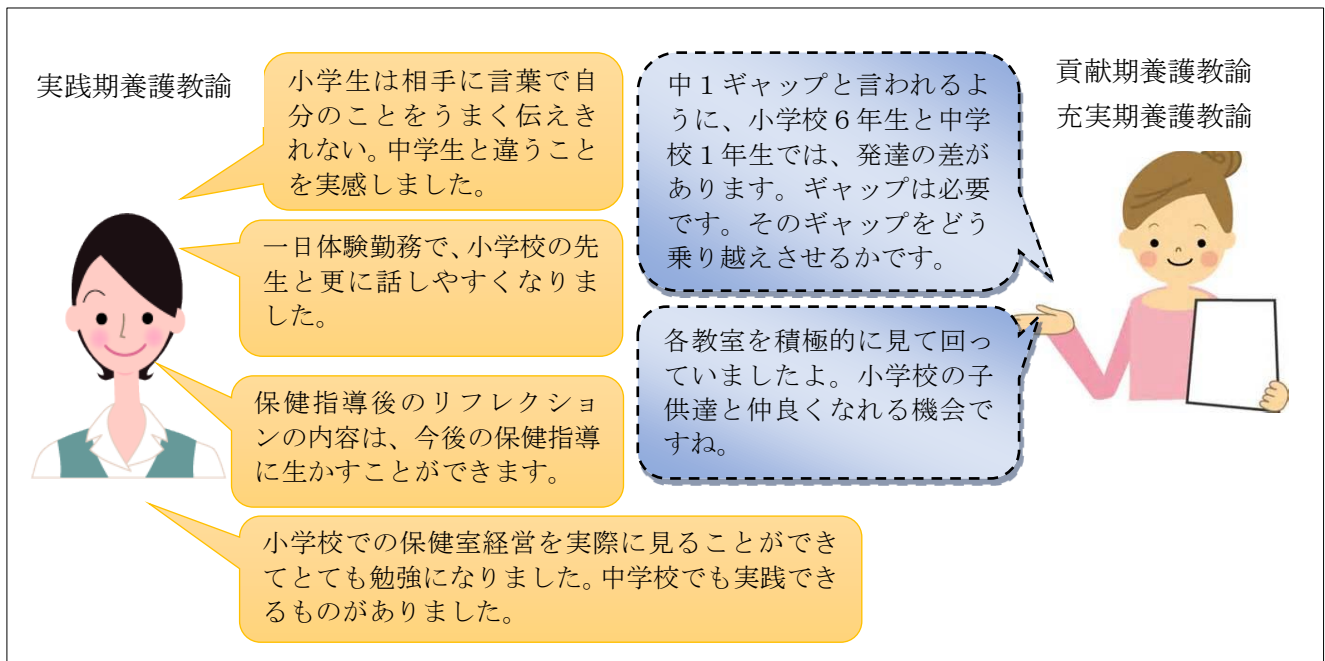 実践期養護教諭
小学生は相手に言葉で自
分のことをうまく伝えき
れない。中学生と違うこと
を実感しました。
一日体験勤務で、小学校の先
生と更に話しやすくなりま
した。
保健指導後のリフレクショ
ンの内容は、今後の保健指導
に生かすことができます。
小学校での保健室経営を実際に見ることができ
てとても勉強になりました。中学校でも実践でき
るものがありました。
中１ギャップと言われるよ
うに、小学校６年生と中学
校１年生では、発達の差が
あります。ギャップは必要
です。そのギャップをどう
乗り越えさせるかです。
各教室を積極的に見て回っ
ていましたよ。小学校の子
供達と仲良くなれる機会で
すね。
貢献期養護教諭
充実期養護教諭